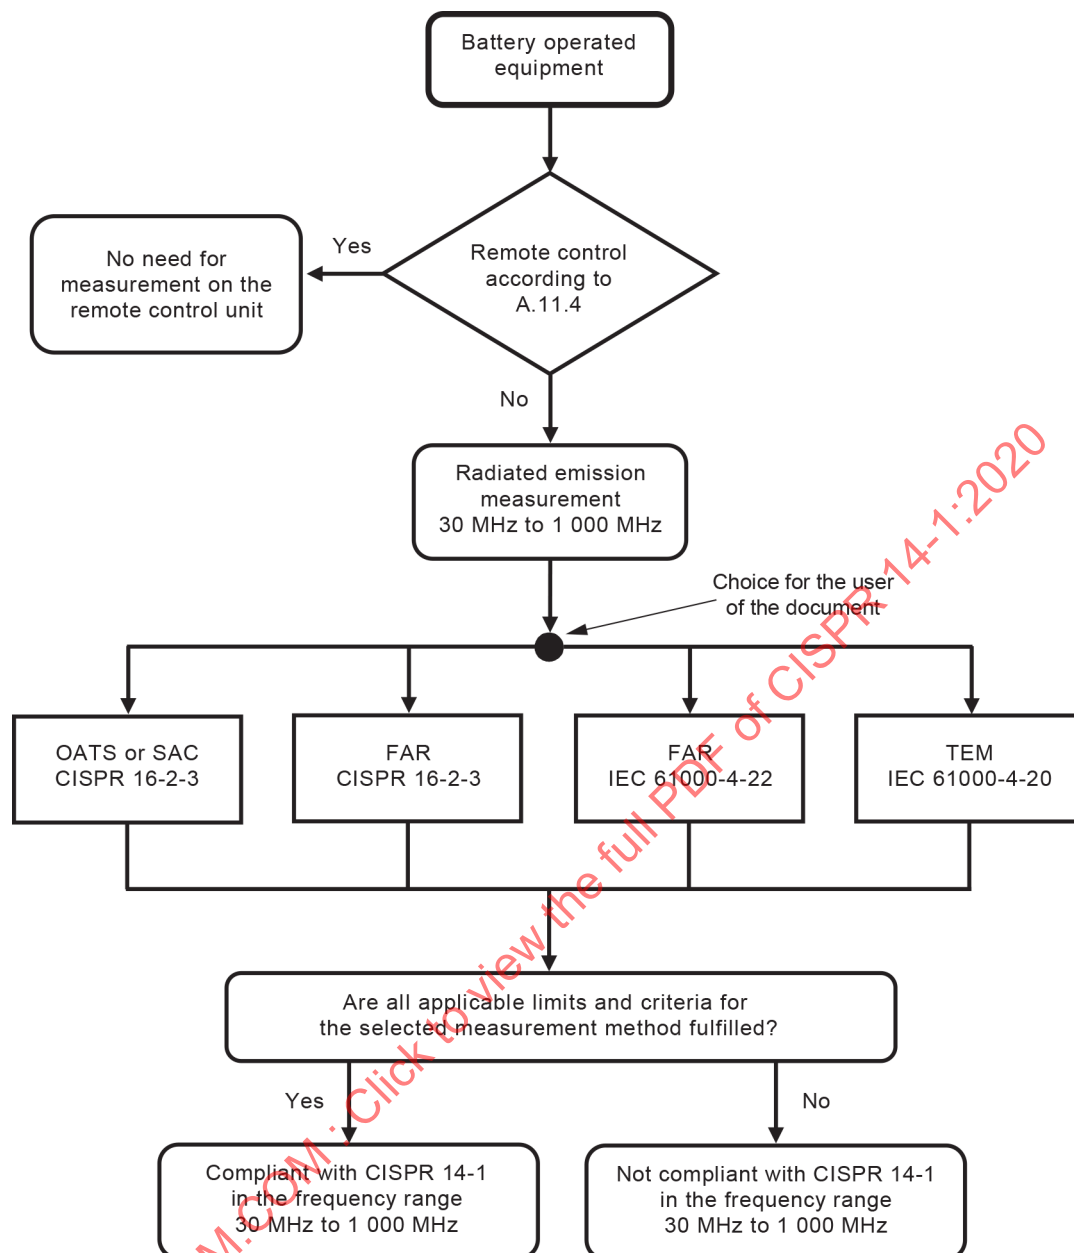 Battery operated
equipment
Remote control
according to
A.11.4
Yes
No need for
measurement on the
remote control unit
No
Radiated emission
measurement
30 MHz to 1 000 MHz
Choice for the user
of the document
OATS or SAC
CISPR 16-2-3
FAR
CISPR 16-2-3
FAR
IEC 61000-4-22
TEM
IEC 61000-4-20
Are all applicable limits and criteria for
the selected measurement method fulfilled?
Yes
No
Compliant with CISPR 14-1
in the frequency range
30 MHz to 1 000 MHz
Not compliant with CISPR 14-1
in the frequency range
30 MHz to 1 000 MHz
M.COM : Click to view the full PDF of CISPR 14-1:2020